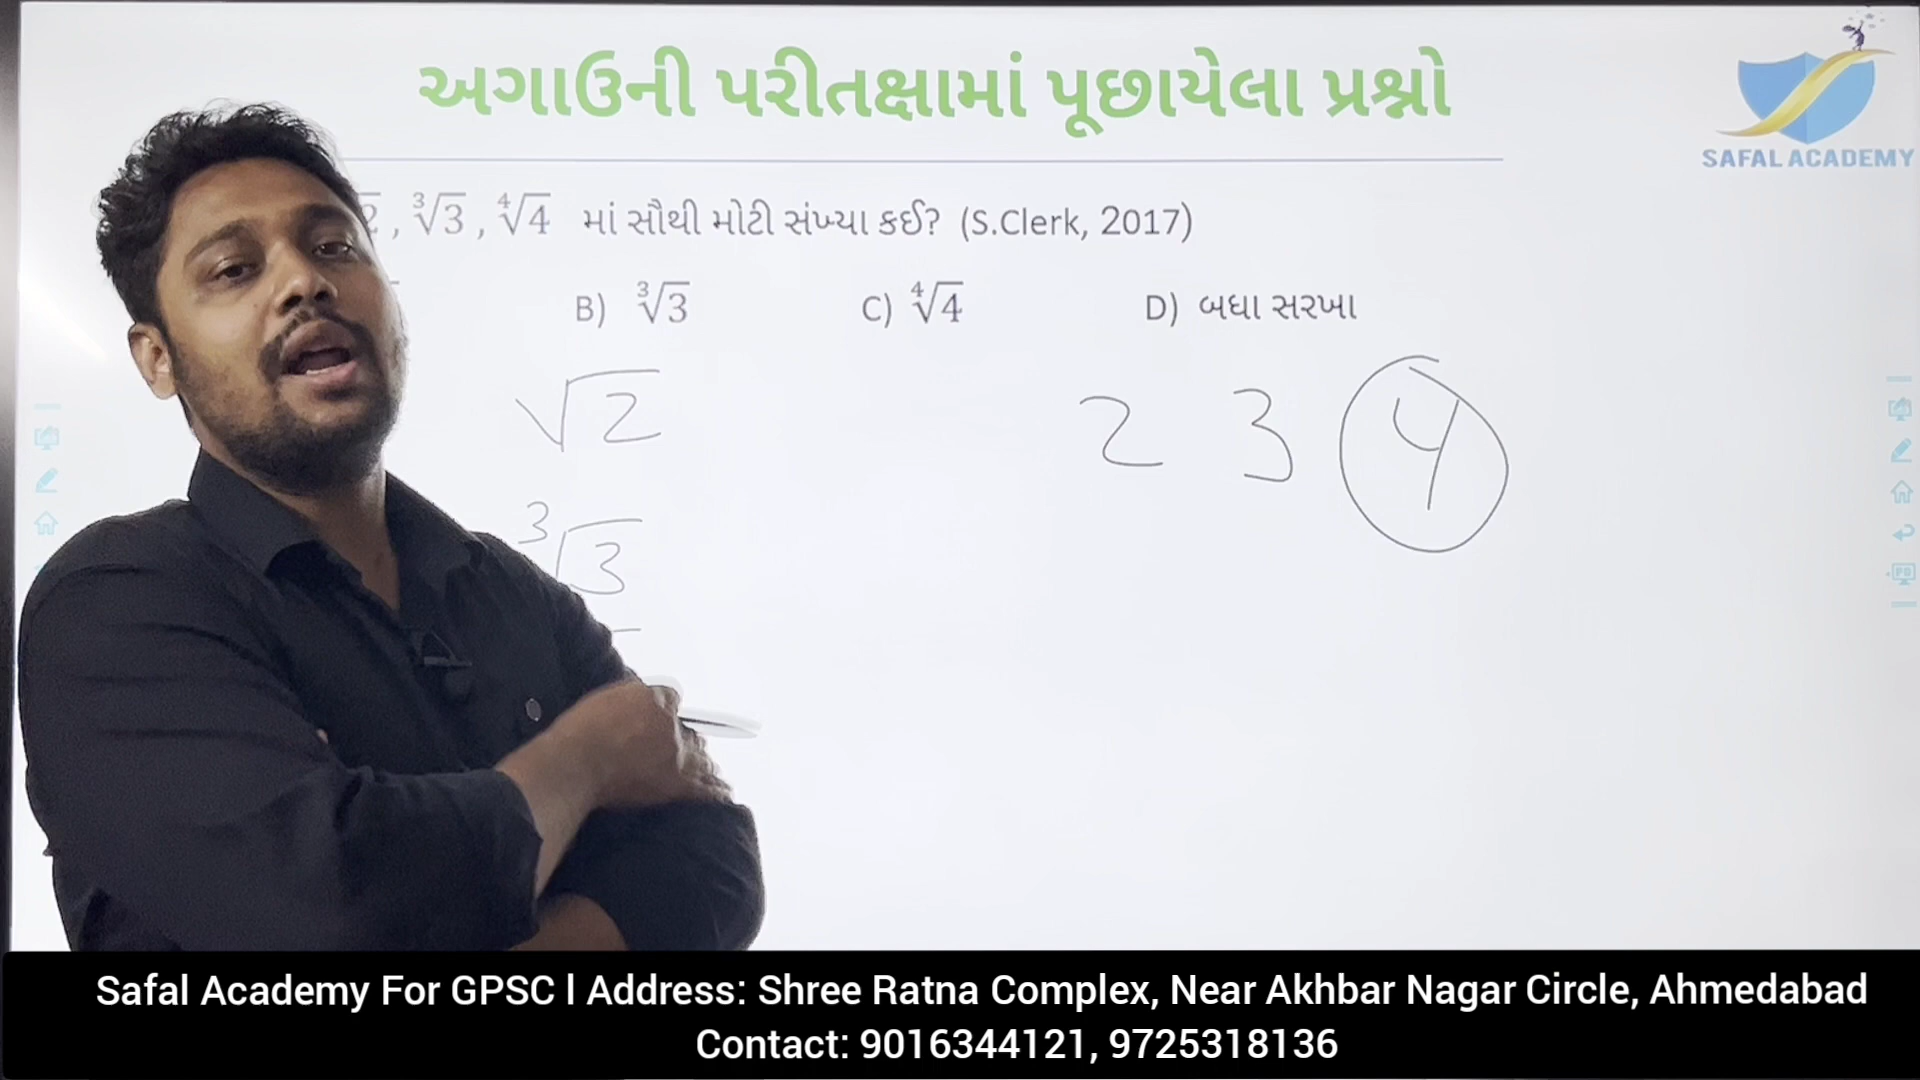 અગાઉની પરીતક્ષામાં પૂછાયેલા પ્રશ્નો
SAFAL ACADEMY
2 , ∛3 , ∜4 માં સૌથી મોટી સંખ્યા કઈ? (S.Clerk, 2017)
B) ∛3 C) ∜4 D) બધા સરખા
√2 2 3 4
∛3
Safal Academy For GPSC l Address: Shree Ratna Complex, Near Akhbar Nagar Circle, Ahmedabad
Contact: 9016344121, 9725318136